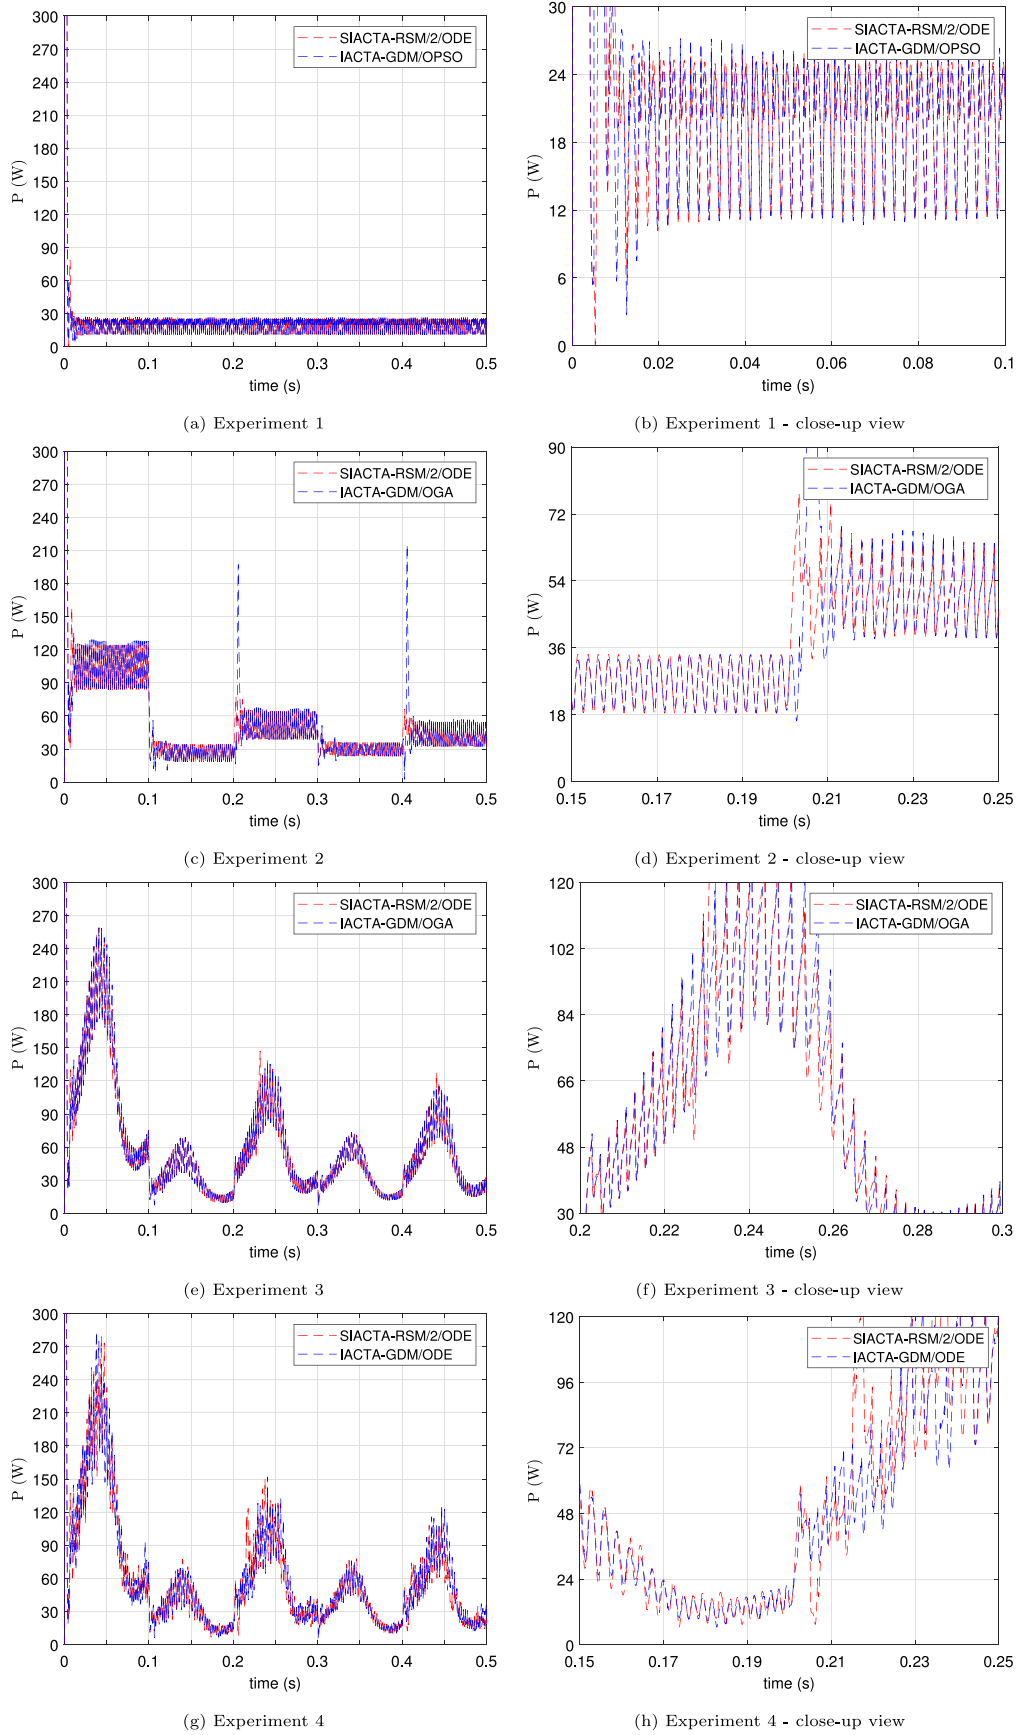 300
270
240
210
180
150
120
90
60
30
0
P (W)
0
0.1
0.2
0.3
0.4
0.5
time (s)
SIACTA-RSM/2/ODE
IACTA-GDM/OPSO
(a) Experiment 1
30
24
18
12
6
0
P (W)
0
0.02
0.04
0.06
0.08
0.1
time (s)
SIACTA-RSM/2/ODE
IACTA-GDM/OPSO
(b) Experiment 1 - close-up view
300
270
240
210
180
150
120
90
60
30
0
P (W)
0
0.1
0.2
0.3
0.4
0.5
time (s)
SIACTA-RSM/2/ODE
IACTA-GDM/OGA
(c) Experiment 2
90
72
54
36
18
0
P (W)
0.15
0.17
0.19
0.21
0.23
0.25
time (s)
SIACTA-RSM/2/ODE
IACTA-GDM/OGA
(d) Experiment 2 - close-up view
300
270
240
210
180
150
120
90
60
30
0
P (W)
0
0.1
0.2
0.3
0.4
0.5
time (s)
SIACTA-RSM/2/ODE
IACTA-GDM/OGA
(e) Experiment 3
120
102
84
66
48
30
P (W)
0.2
0.22
0.24
0.26
0.28
0.3
time (s)
SIACTA-RSM/2/ODE
IACTA-GDM/OGA
(f) Experiment 3 - close-up view
300
270
240
210
180
150
120
90
60
30
0
P (W)
0
0.1
0.2
0.3
0.4
0.5
time (s)
SIACTA-RSM/2/ODE
IACTA-GDM/ODE
(g) Experiment 4
120
96
72
48
24
0
P (W)
0.15
0.17
0.19
0.21
0.23
0.25
time (s)
SIACTA-RSM/2/ODE
IACTA-GDM/ODE
(h) Experiment 4 - close-up view